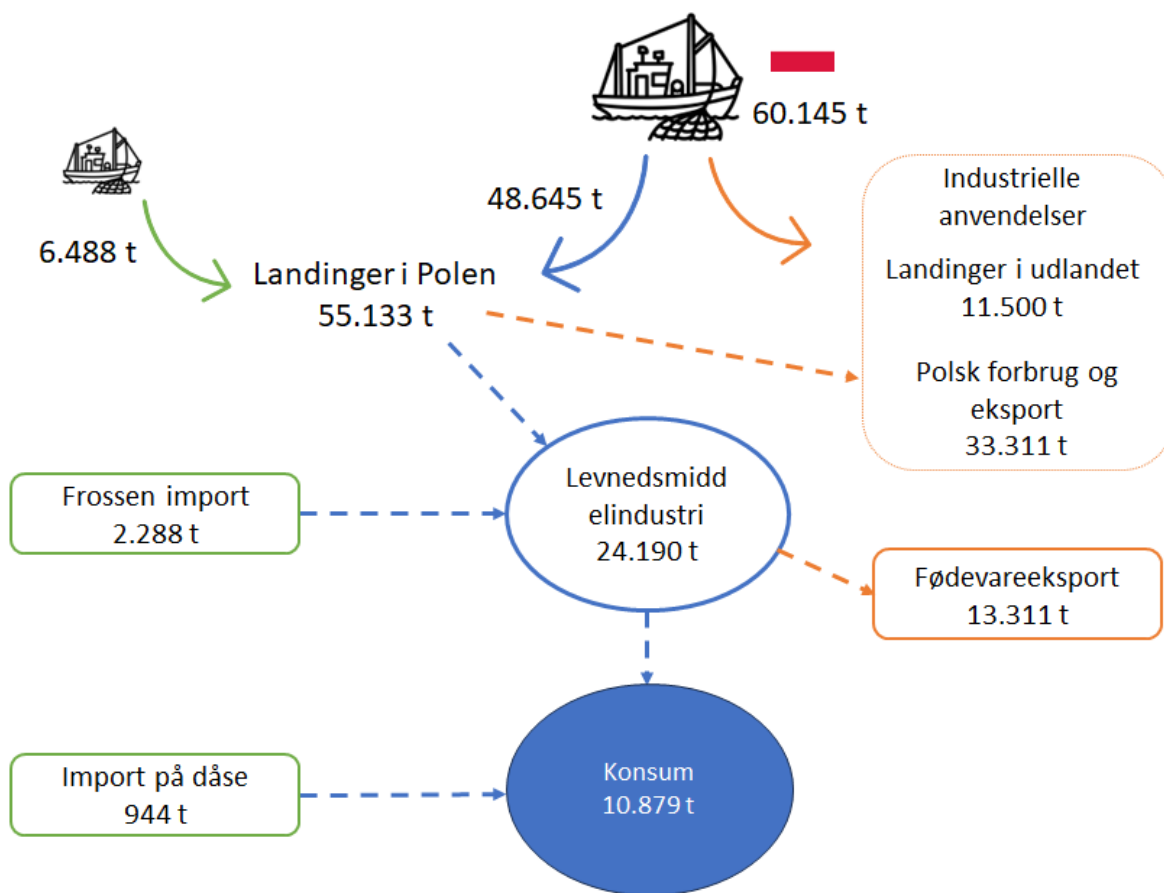 60.145 t
48.645 t
6.488 t
Landinger i Polen
55.133 t
Industrielle
anvendelser
Landinger i udlandet
11.500 t
Polsk forbrug og
eksport
33.311 t
Frossen import
2.288 t
Levnedsmidd
elindustri
24.190 t
Fødevareeksport
13.311 t
Import på dåse
944 t
Konsum
10.879 t